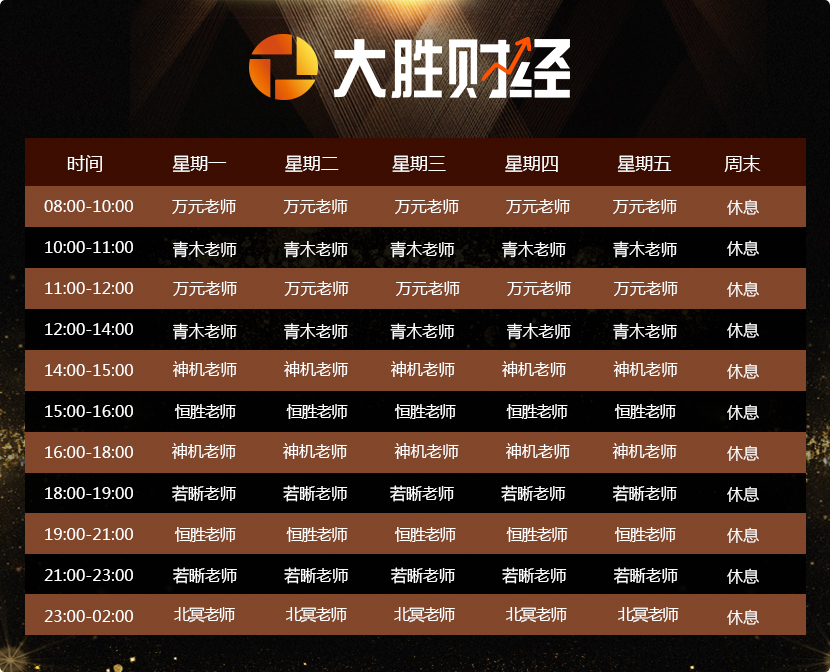 大胜财经
时间 星期一 星期二 星期三 星期四 星期五 周末
08:00-10:00 万元老师 万元老师 万元老师 万元老师 万元老师 休息
10:00-11:00 青木老师 青木老师 青木老师 青木老师 青木老师 休息
11:00-12:00 万元老师 万元老师 万元老师 万元老师 万元老师 休息
12:00-14:00 青木老师 青木老师 青木老师 青木老师 青木老师 休息
14:00-15:00 神机老师 神机老师 神机老师 神机老师 神机老师 休息
15:00-16:00 恒胜老师 恒胜老师 恒胜老师 恒胜老师 恒胜老师 休息
16:00-18:00 神机老师 神机老师 神机老师 神机老师 神机老师 休息
18:00-19:00 若晰老师 若晰老师 若晰老师 若晰老师 若晰老师 休息
19:00-21:00 恒胜老师 恒胜老师 恒胜老师 恒胜老师 恒胜老师 休息
21:00-23:00 若晰老师 若晰老师 若晰老师 若晰老师 若晰老师 休息
23:00-02:00 北冥老师 北冥老师 北冥老师 北冥老师 北冥老师 休息